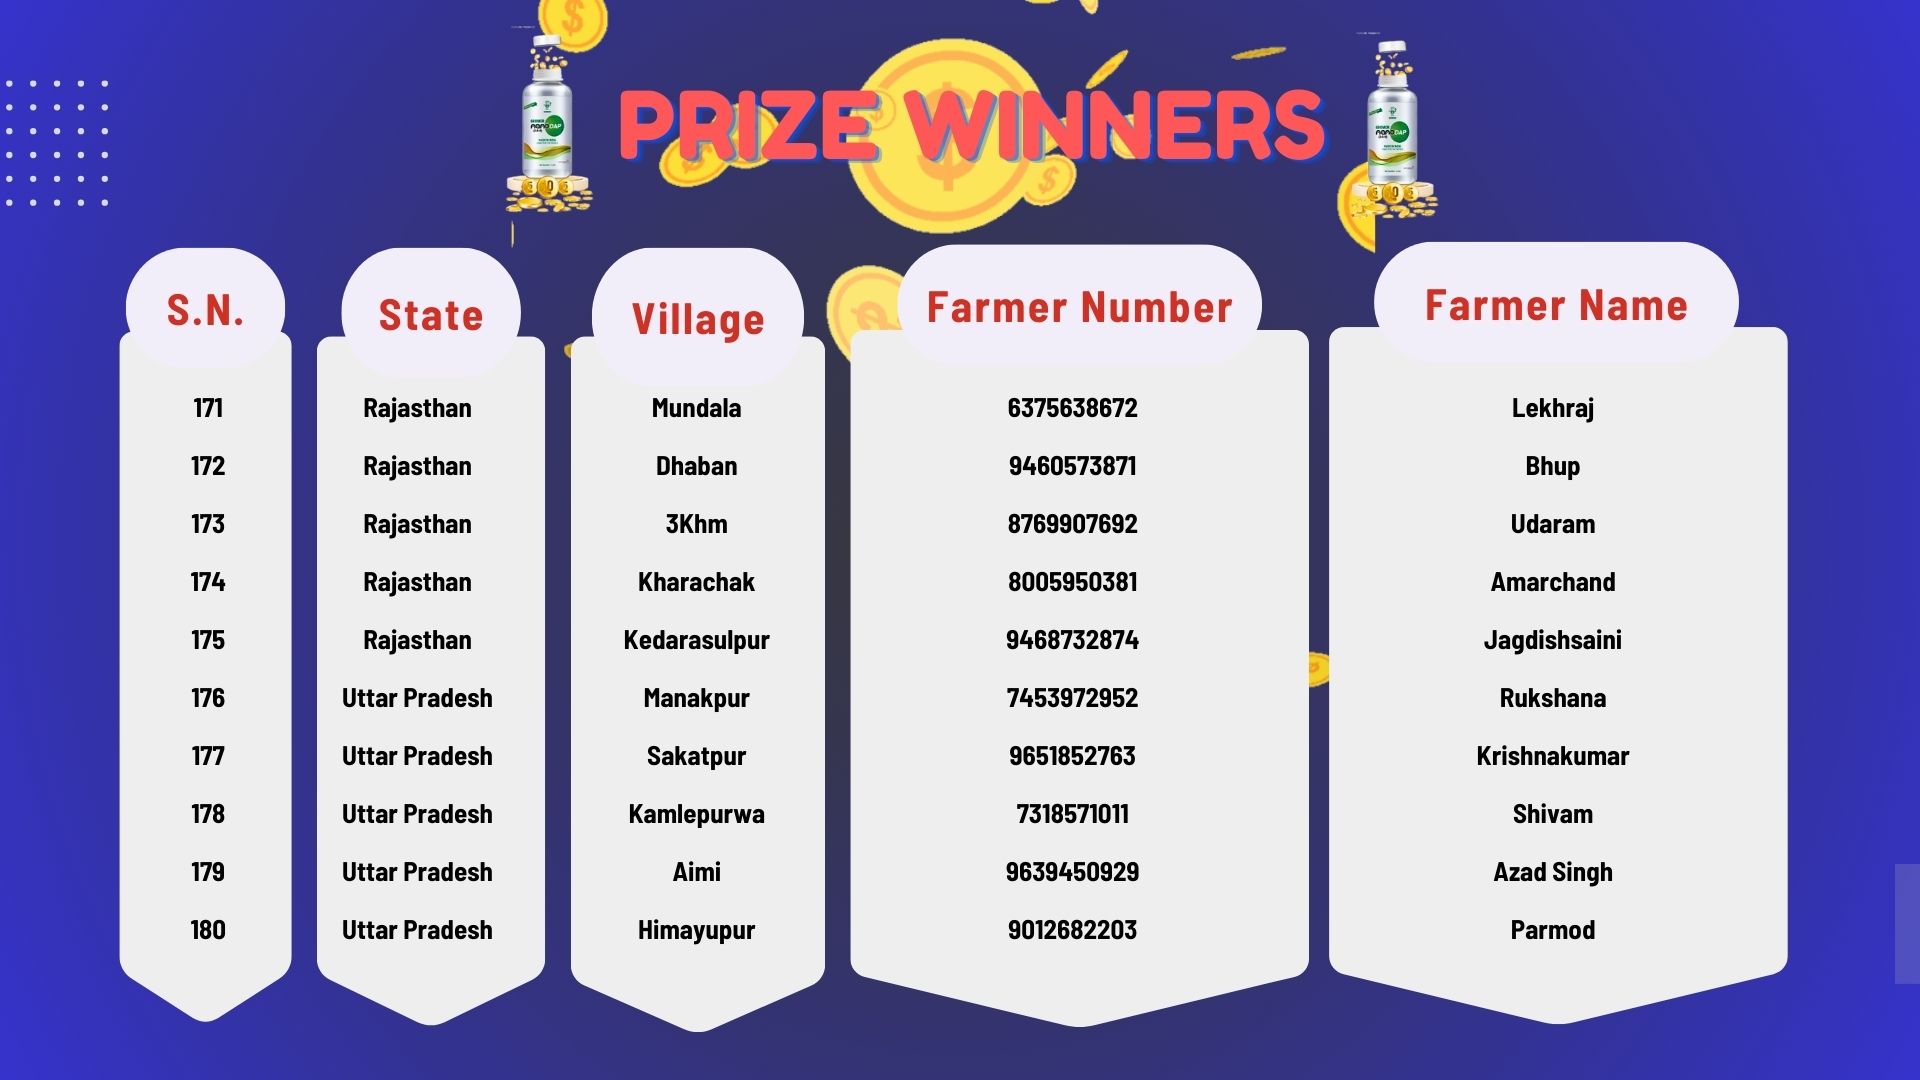 PRIZE WINNERS
S.N. State Village Farmer Number Farmer Name
171 Rajasthan Mundala 6375638672 Lekhraj
172 Rajasthan Dhaban 9460573871 Bhup
173 Rajasthan 3Khm 8769907692 Udaram
174 Rajasthan Kharachak 8005950381 Amarchand
175 Rajasthan Kedarasulpur 9468732874 Jagdishsaini
176 Uttar Pradesh Manakpur 7453972952 Rukshana
177 Uttar Pradesh Sakatpur 9651852763 Krishnakumar
178 Uttar Pradesh Kamlepurwa 7318571011 Shivam
179 Uttar Pradesh Aimi 9639450929 Azad Singh
180 Uttar Pradesh Himayupur 9012682203 Parmod